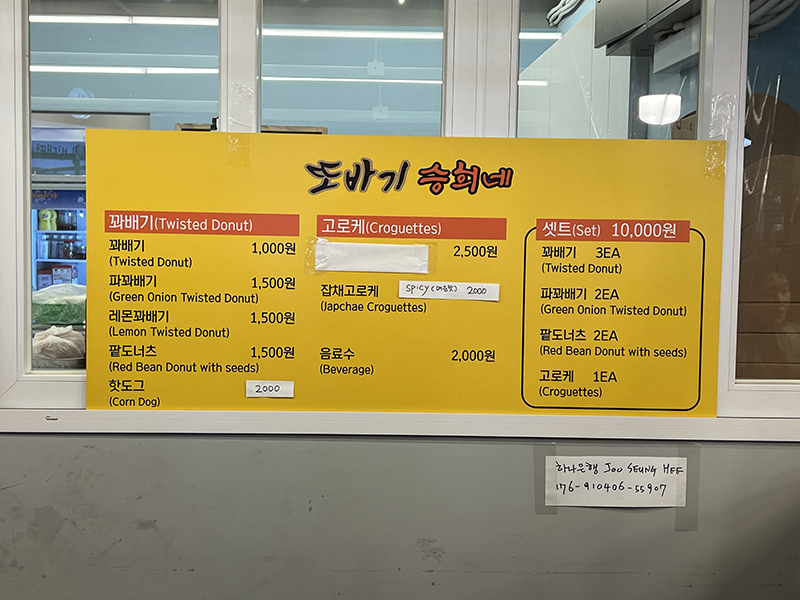 또바기 승희네
꽈배기(Twisted Donut)
꽈배기 1,000원
(Twisted Donut)
파꽈배기 1,500원
(Green Onion Twisted Donut)
레몬꽈배기 1,500원
(Lemon Twisted Donut)
팥도너츠 1,500원
(Red Bean Donut with seeds)
핫도그 2000
(Corn Dog)
고로케(Croguettes)
2,500원
잡채고로케 Spicy (매운맛) 2000
(Japchae Croguettes)
음료수 2,000원
(Beverage)
셋트(Set) 10,000원
꽈배기 3EA
(Twisted Donut)
파꽈배기 2EA
(Green Onion Twisted Donut)
팥도너츠 2EA
(Red Bean Donut with seeds)
고로케 1EA
(Croguettes)
하나은행 JOO SEUNG HEE
176-910406-55907